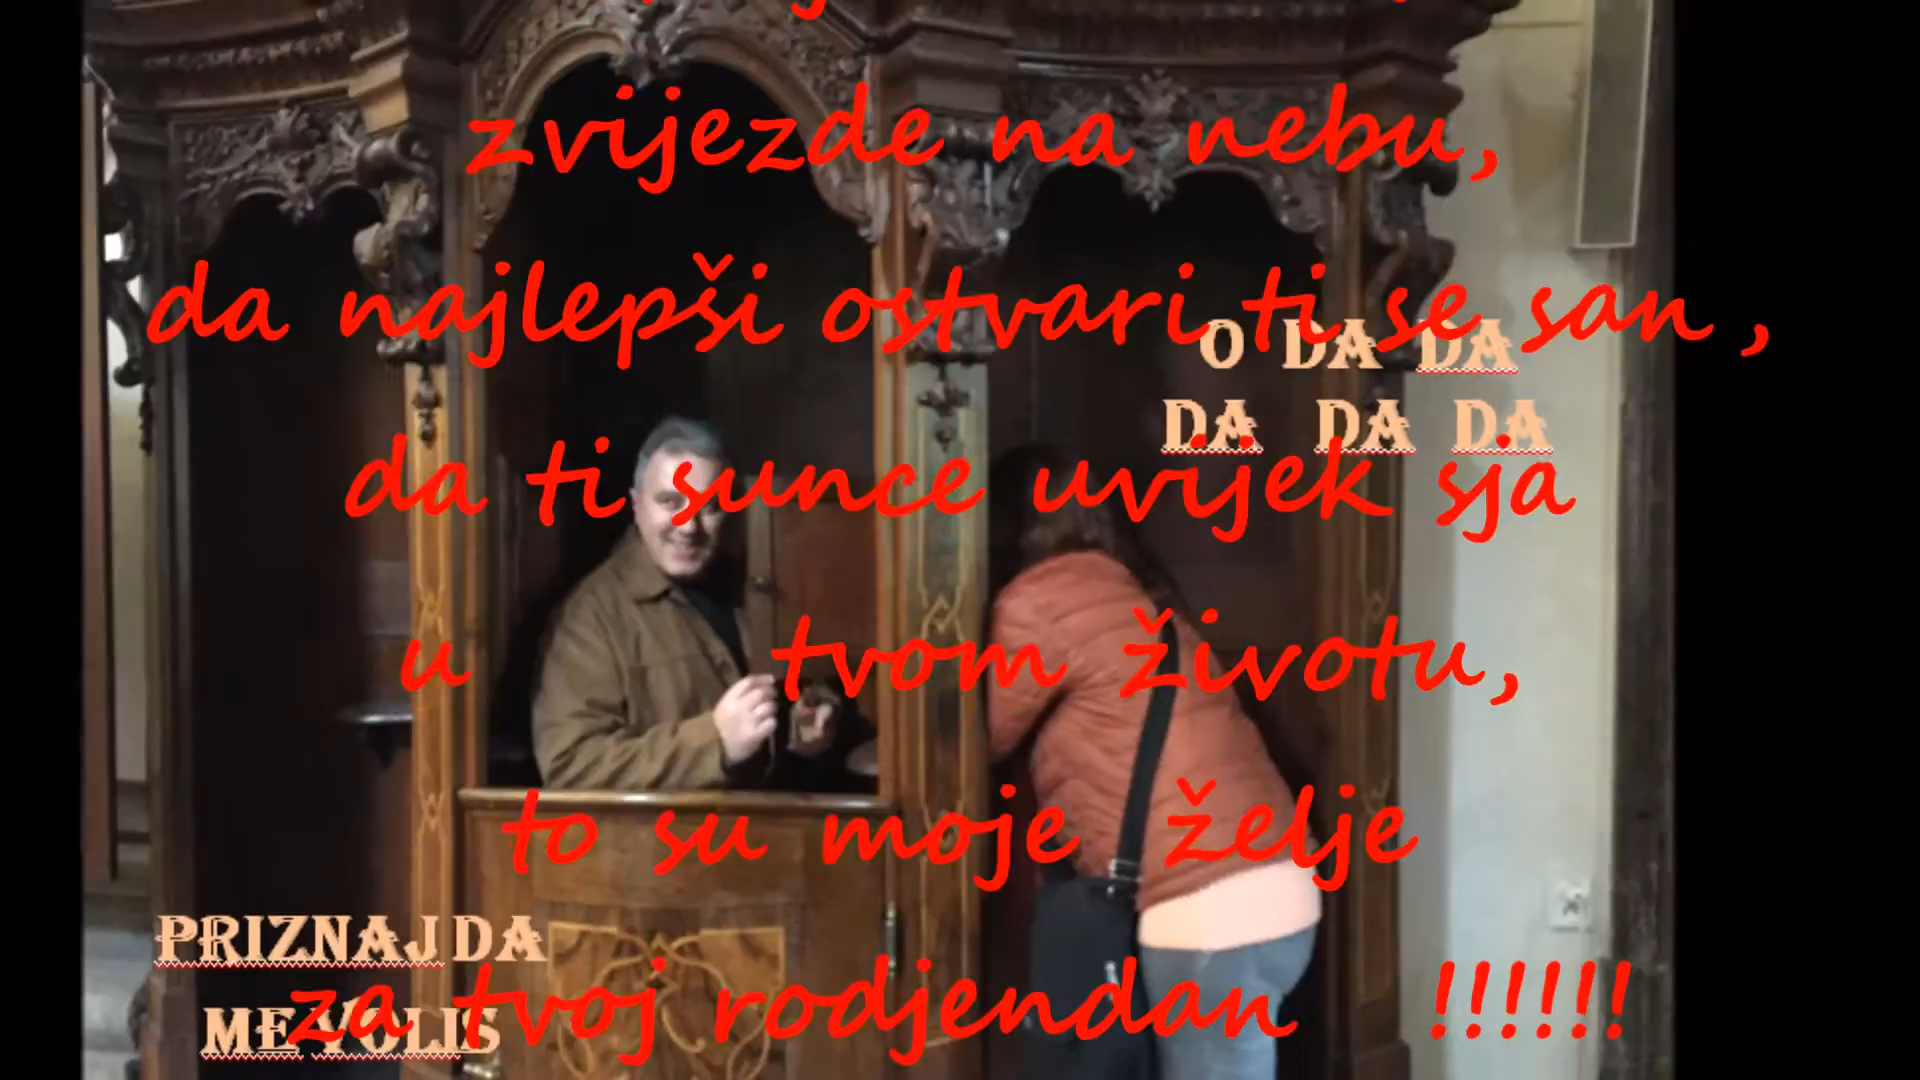 zvijezde na nebu,
da najlepši ostvari ti se san ,
O DA DA
DA DA DA
da ti sunce uvijek sja
u tvom životu,
to su moje želje
PRIZNAJ DA
ME VOLIS
za tvoj rodjendan !!!!!!